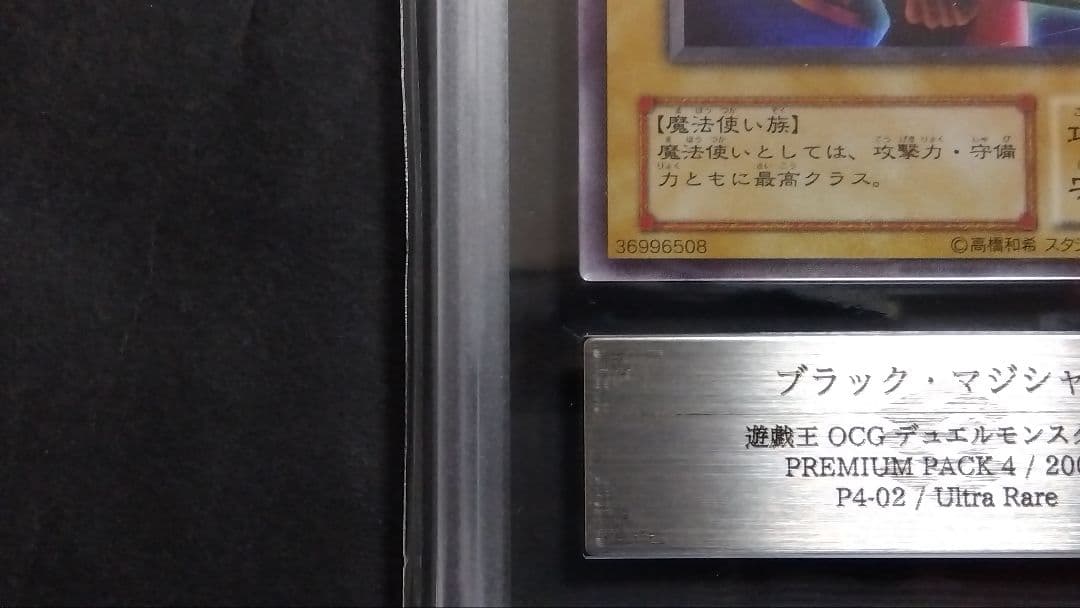 【魔法使い族】
魔法使いとしては、攻撃力・守備
力ともに最高クラス。
36996508
©高橋和希 スタ
ブラック・マジシャ
遊戯王 OCG デュエルモンスタ
PREMIUM PACK 4 / 200
P4-02 / Ultra Rare